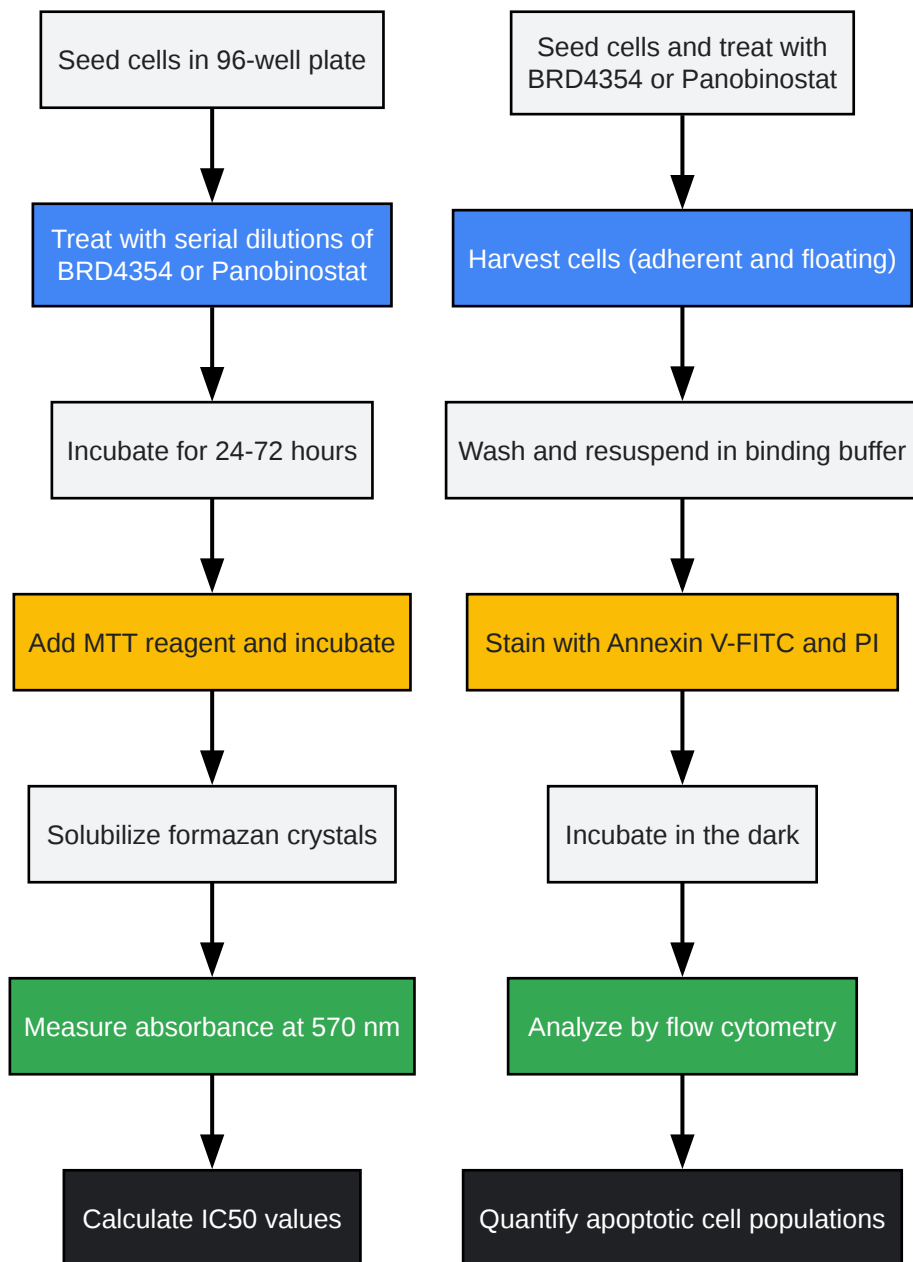 Seed cells in 96-well plate
Treat with serial dilutions of
BRD4354 or Panobinostat
Incubate for 24-72 hours
Add MTT reagent and incubate
Solubilize formazan crystals
Measure absorbance at 570 nm
Calculate IC50 values
Seed cells and treat with
BRD4354 or Panobinostat
Harvest cells (adherent and floating)
Wash and resuspend in binding buffer
Stain with Annexin V-FITC and PI
Incubate in the dark
Analyze by flow cytometry
Quantify apoptotic cell populations